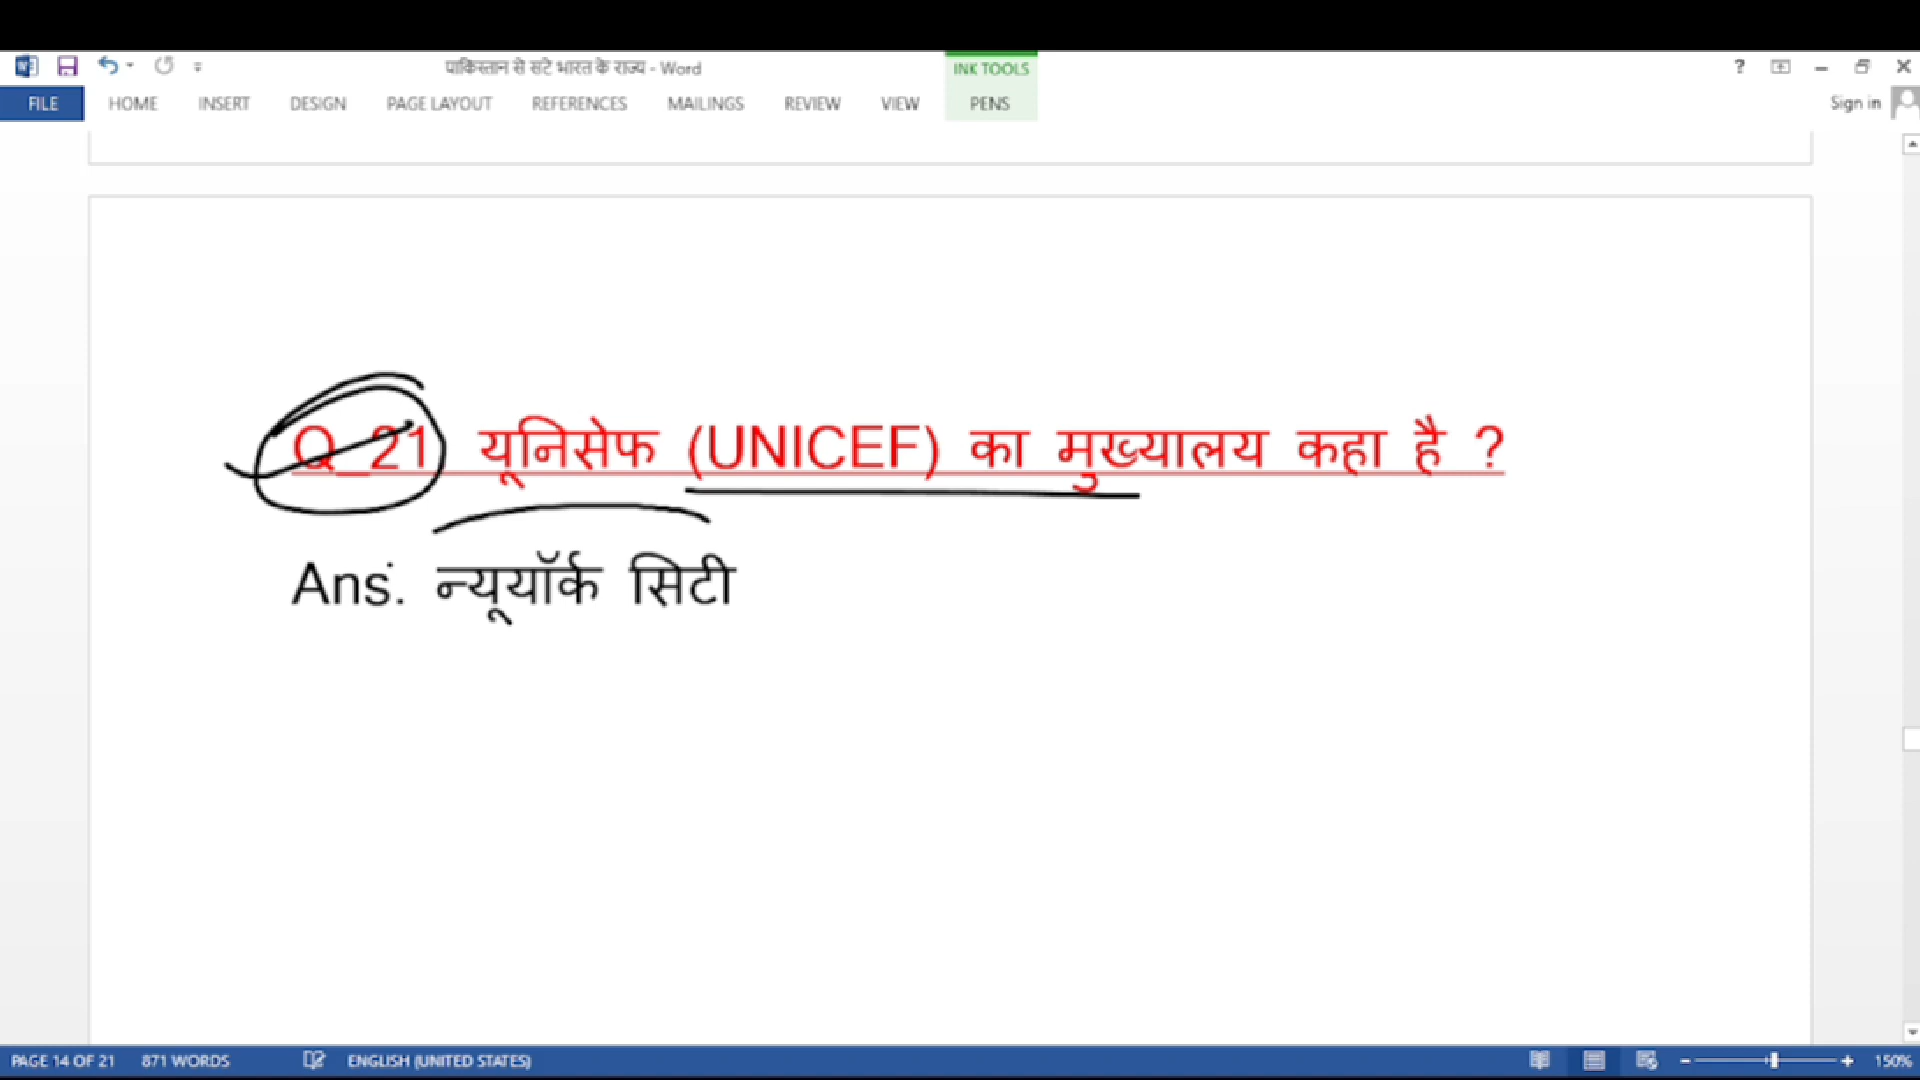 पाकिस्तान से सटे भारत के राज्य - Word
INK TOOLS
?
FILE HOME INSERT DESIGN PAGE LAYOUT REFERENCES MAILINGS REVIEW VIEW PENS
Sign in
Q_21 यूनिसेफ (UNICEF) का मुख्यालय कहा है ?
Ans. न्यूयॉर्क सिटी
PAGE 14 OF 21 871 WORDS ENGLISH (UNITED STATES) 150%